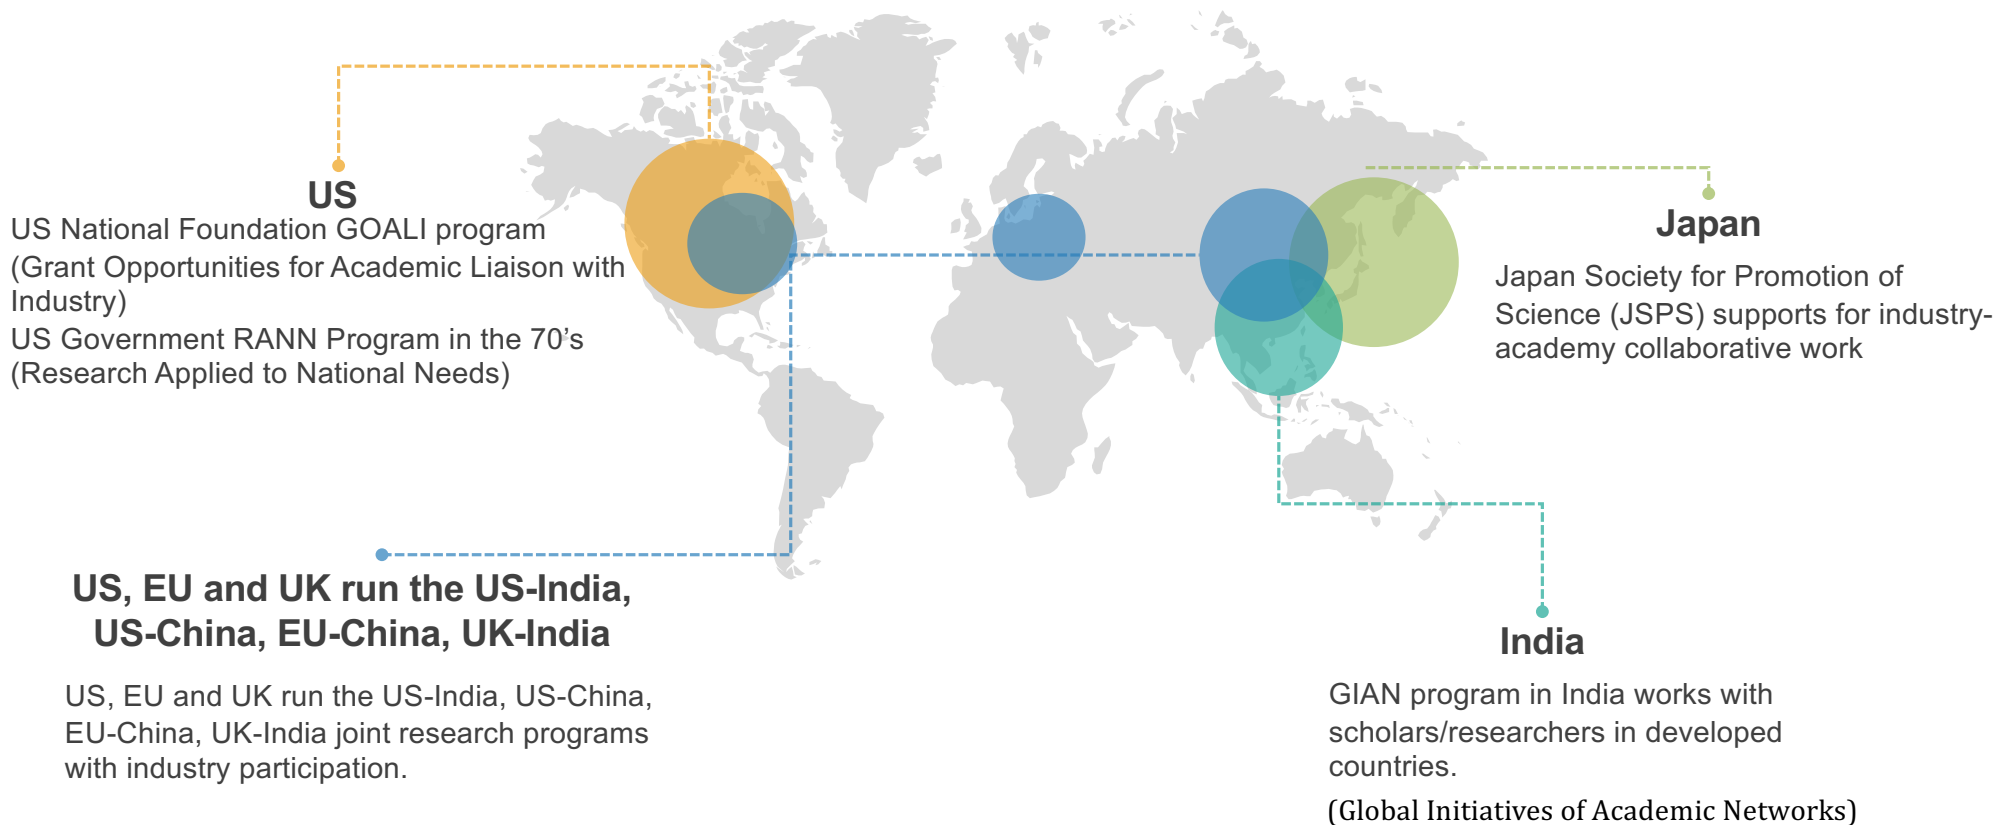 US
US National Foundation GOALI program
(Grant Opportunities for Academic Liaison with
Industry)
US Government RANN Program in the 70’s
(Research Applied to National Needs)
Japan
Japan Society for Promotion of
Science (JSPS) supports for industry-
academy collaborative work
US, EU and UK run the US-India,
US-China, EU-China, UK-India
US, EU and UK run the US-India, US-China,
EU-China, UK-India joint research programs
with industry participation.
India
GIAN program in India works with
scholars/researchers in developed
countries.
(Global Initiatives of Academic Networks)